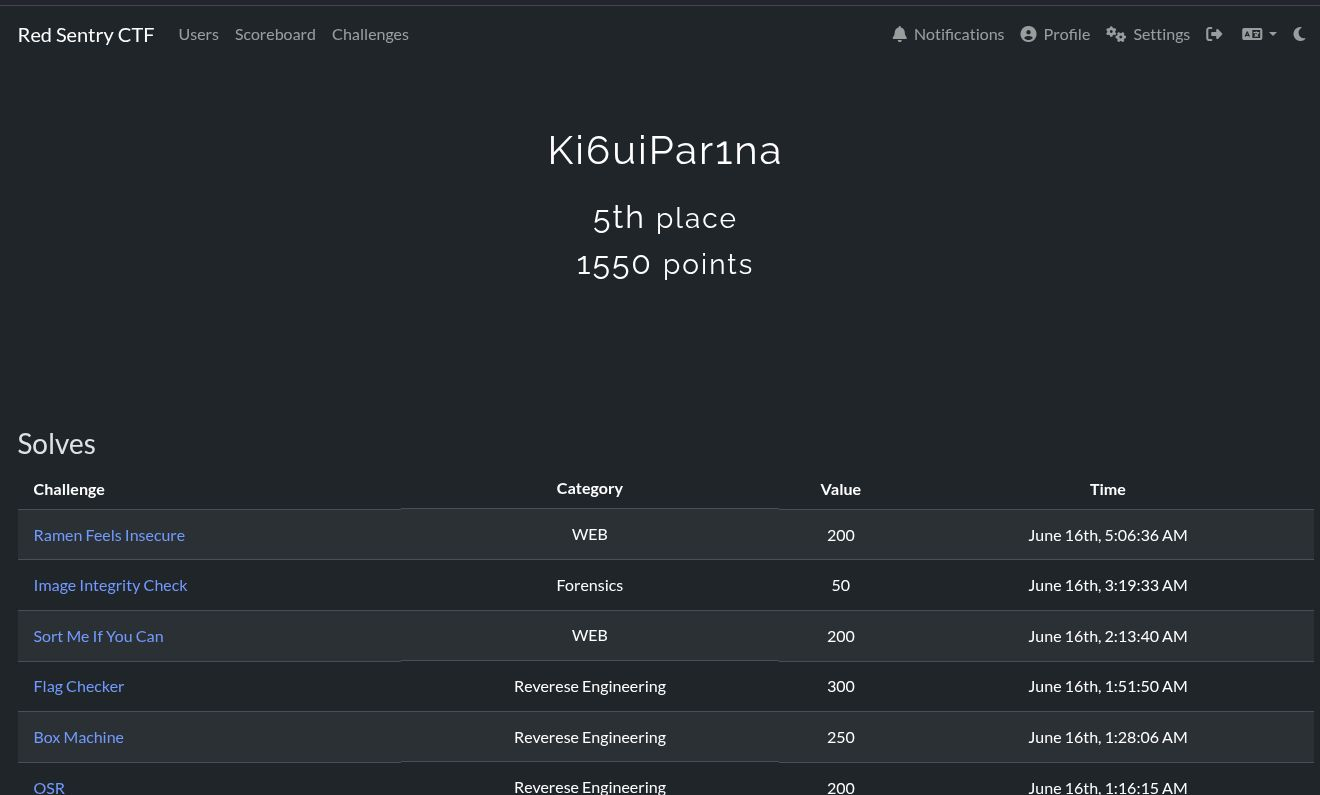 Red Sentry CTF Users Scoreboard Challenges Notifications Profile Settings
Ki6uiPar1na
5th place
1550 points
Solves
Challenge Category Value Time
Ramen Feels Insecure WEB 200 June 16th, 5:06:36 AM
Image Integrity Check Forensics 50 June 16th, 3:19:33 AM
Sort Me If You Can WEB 200 June 16th, 2:13:40 AM
Flag Checker Reverese Engineering 300 June 16th, 1:51:50 AM
Box Machine Reverese Engineering 250 June 16th, 1:28:06 AM
OSR Reverese Engineering 200 June 16th, 1:16:15 AM